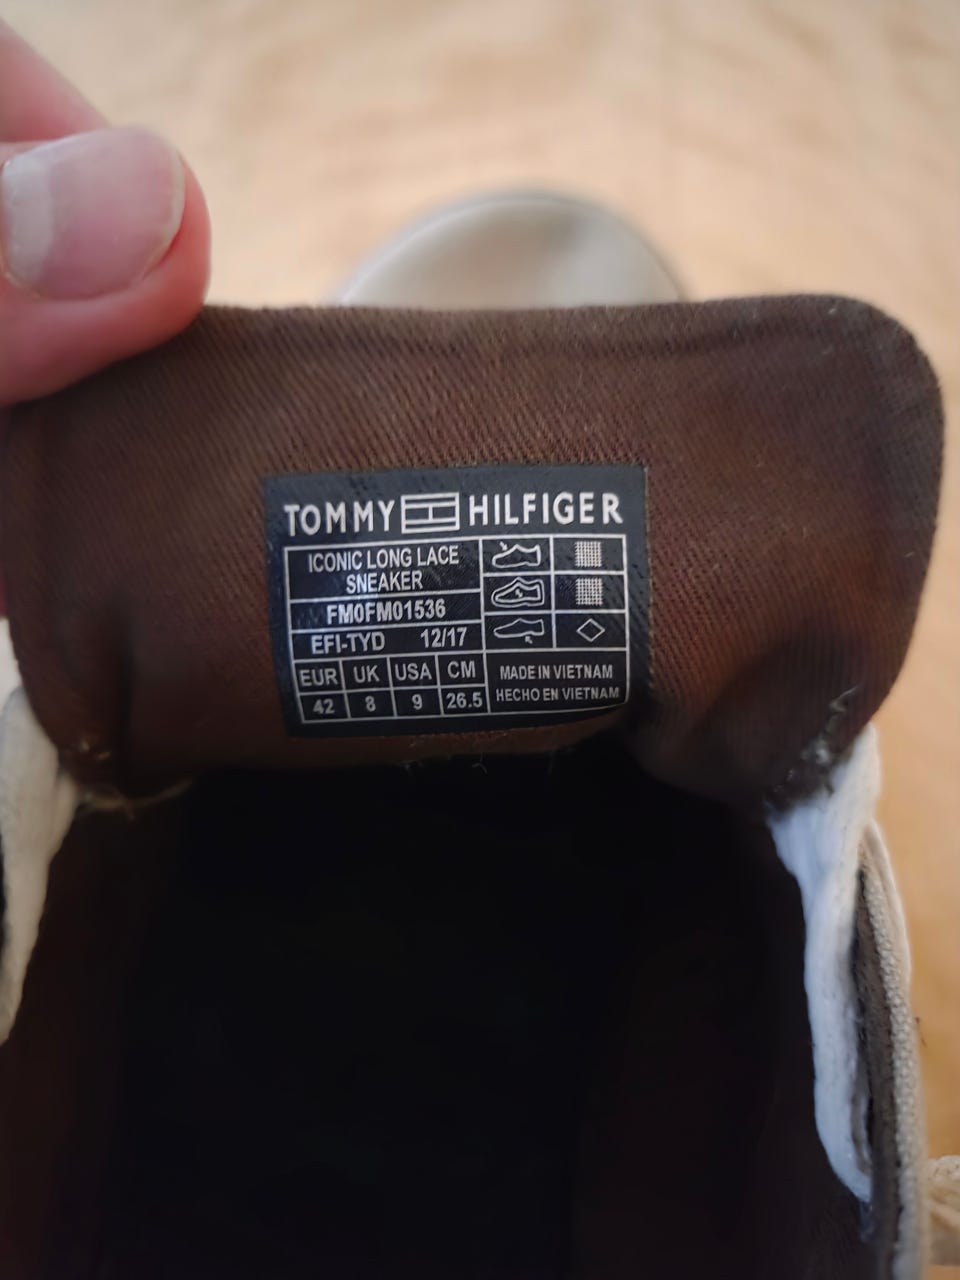 TOMMY HILFIGER
ICONIC LONG LACE
SNEAKER
FM0FM01536
EFI-TYD 12/17
EUR UK USA CM
42 8 9 26.5
MADE IN VIETNAM
HECHO EN VIETNAM